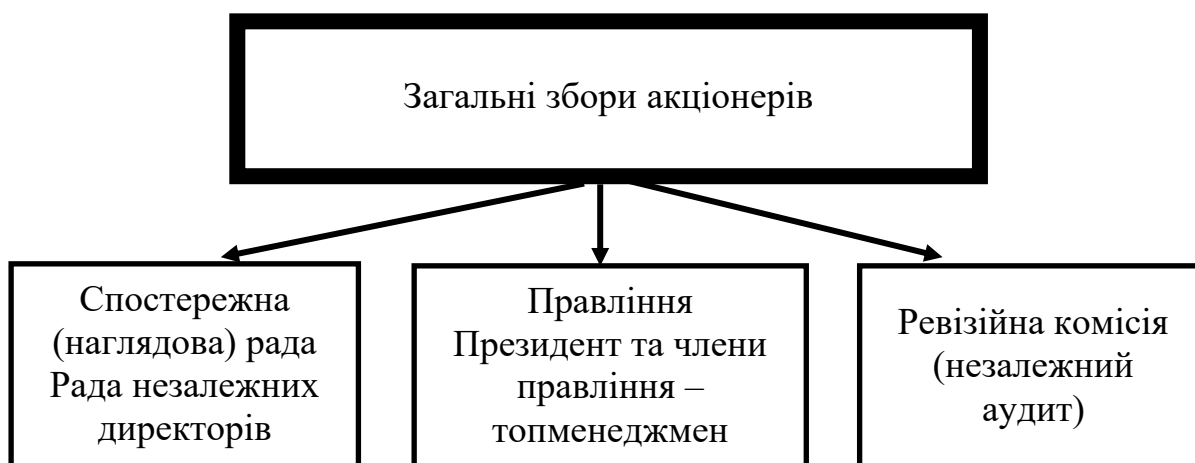 Загальні збори акціонерів
Спостережна
(наглядова) рада
Рада незалежних
директорів
Правління
Президент та члени
правління –
топменеджмен
Ревізійна комісія
(незалежний
аудит)